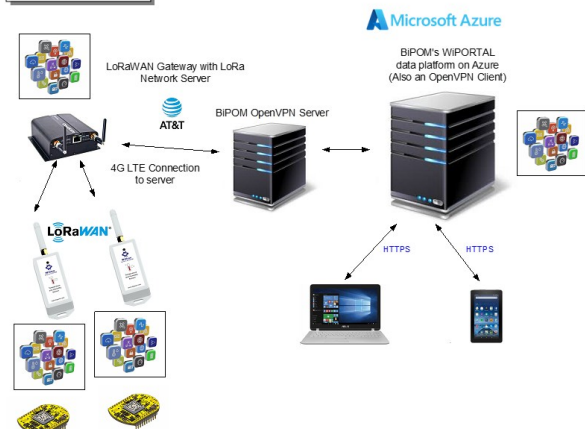 Microsoft Azure
LoRaWAN Gateway with LoRa
Network Server
BiPOM's WiPORTAL
data platform on Azure
(Also an OpenVPN Client)
AT&T
BiPOM OpenVPN Server
4G LTE Connection
to server
LoRaWAN
HTTPS
HTTPS